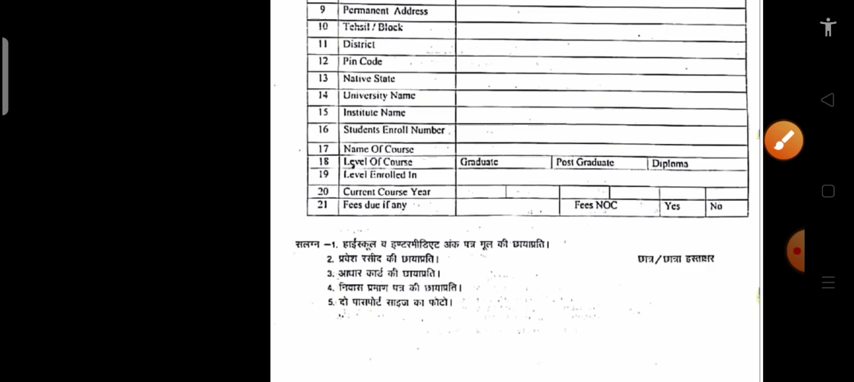 9 Permanent Address
10 Tehsil / Block
11 District
12 Pin Code
13 Native State
14 University Name
15 Institute Name
16 Students Enroll Number
17 Name Of Course
18 Level Of Course Graduate Post Graduate Diploma
19 Level Enrolled In
20 Current Course Year
21 Fees due if any Fees NOC Yes No
सलग्न –1. हाईस्कूल व इण्टरमीडिएट अंक पत्र मूल की छायाप्रति।
2. प्रवेश रसीद की छायाप्रति। छात्र / छात्रा हस्ताक्षर
3. आधार कार्ड की छायाप्रति।
4. निवास प्रमाण पत्र की छायाप्रति।
5. दो पासपोर्ट साइज का फोटो।